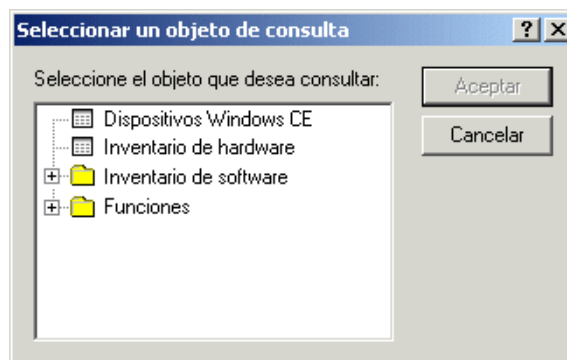 Seleccionar un objeto de consulta
Seleccione el objeto que desea consultar:
Aceptar
Cancelar
Dispositivos Windows CE
Inventario de hardware
Inventario de software
Funciones